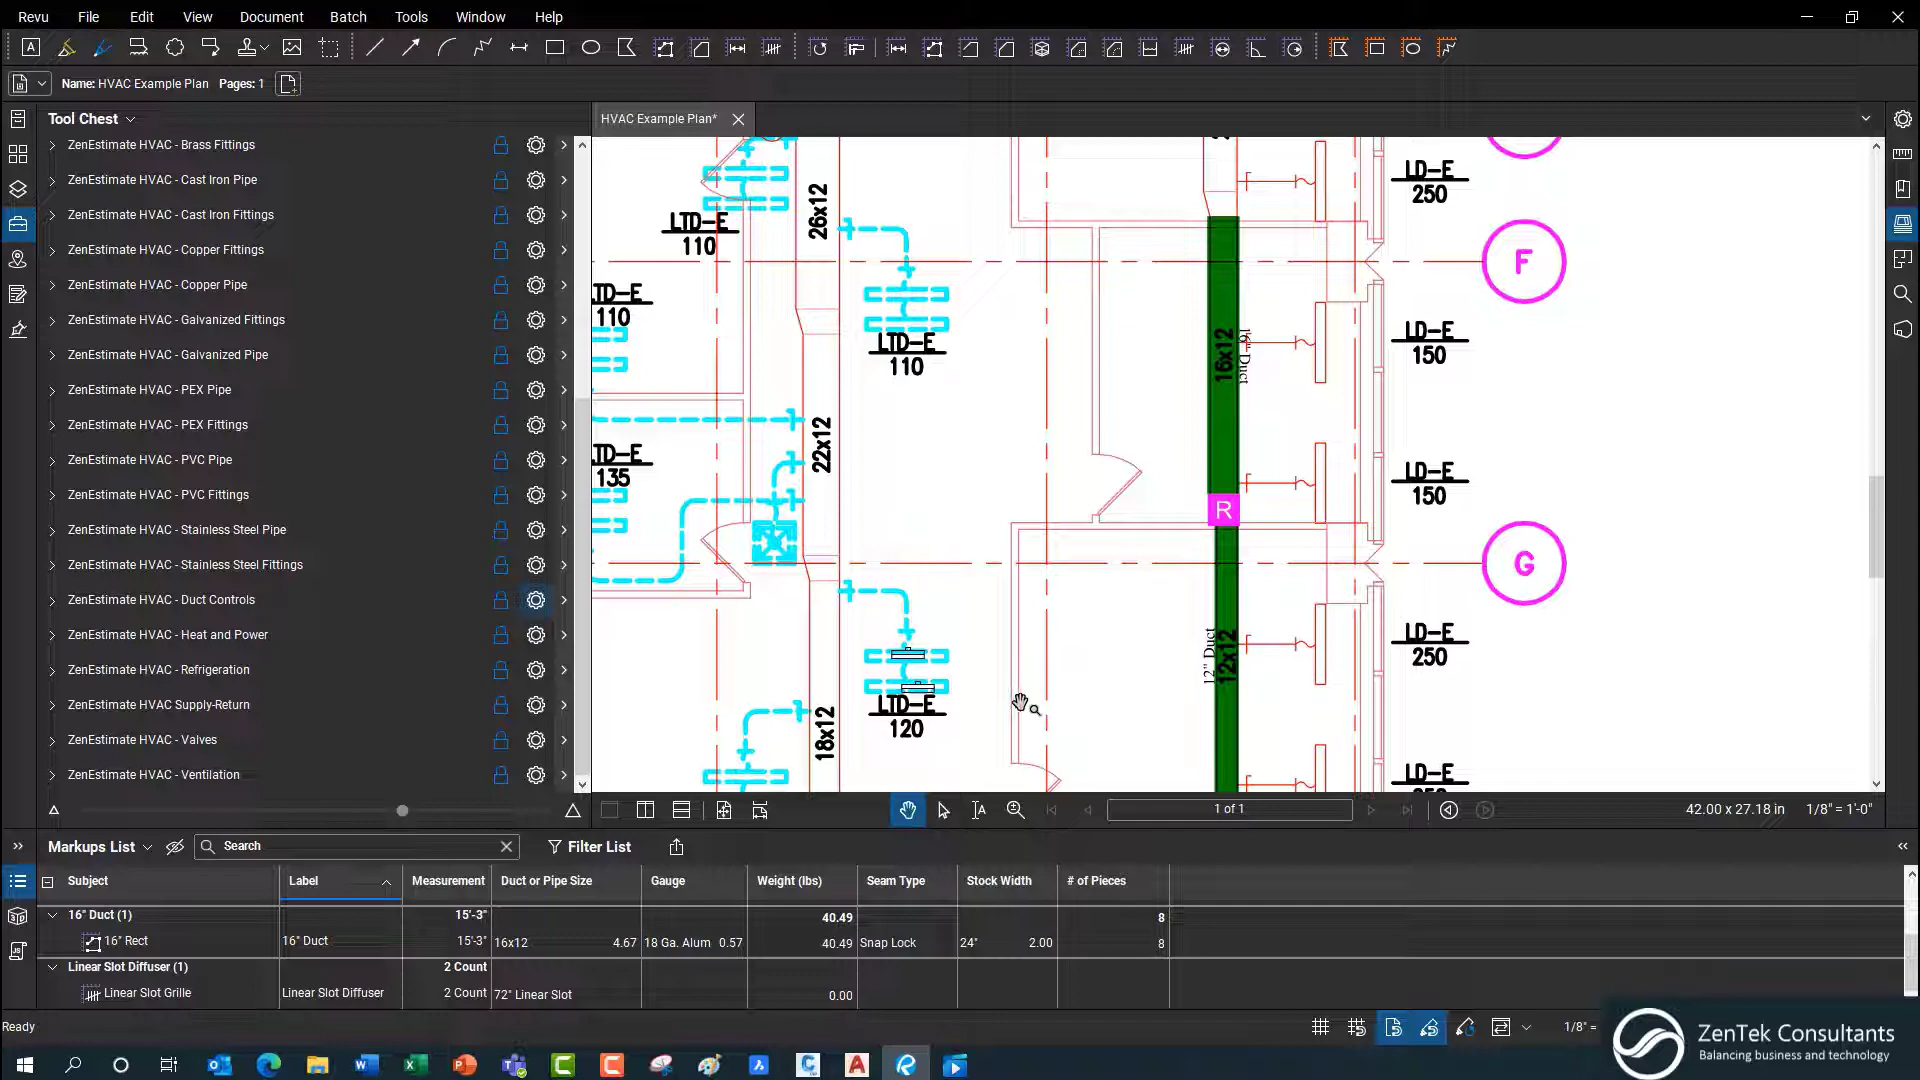 Revu File Edit View Document Batch Tools Window Help
Name: HVAC Example Plan Pages: 1
Tool Chest
HVAC Example Plan*
ZenEstimate HVAC - Brass Fittings
ZenEstimate HVAC - Cast Iron Pipe
ZenEstimate HVAC - Cast Iron Fittings
ZenEstimate HVAC - Copper Fittings
ZenEstimate HVAC - Copper Pipe
ZenEstimate HVAC - Galvanized Fittings
ZenEstimate HVAC - Galvanized Pipe
ZenEstimate HVAC - PEX Pipe
ZenEstimate HVAC - PEX Fittings
ZenEstimate HVAC - PVC Pipe
ZenEstimate HVAC - PVC Fittings
ZenEstimate HVAC - Stainless Steel Pipe
ZenEstimate HVAC - Stainless Steel Fittings
ZenEstimate HVAC - Duct Controls
ZenEstimate HVAC - Heat and Power
ZenEstimate HVAC - Refrigeration
ZenEstimate HVAC Supply-Return
ZenEstimate HVAC - Valves
ZenEstimate HVAC - Ventilation
LTD-E
110
26x12
LTD-E
110
LTD-E
110
22x12
LTD-E
135
LTD-E
120
18x12
16x12
16" Duct
R
12" Duct
12x12
LD-E
250
F
LD-E
150
LD-E
150
G
LD-E
250
LD-E
1 of 1
42.00 x 27.18 in 1/8" = 1'-0"
Markups List Search Filter List
Subject Label Measurement Duct or Pipe Size Gauge Weight (lbs) Seam Type Stock Width # of Pieces
16" Duct (1) 15'-3" 40.49 8
16" Rect 16" Duct 15'-3" 16x12 4.67 18 Ga. Alum 0.57 40.49 Snap Lock 24" 2.00 8
Linear Slot Diffuser (1) 2 Count
Linear Slot Grille Linear Slot Diffuser 2 Count 72" Linear Slot 0.00
Ready
1/8" =
ZenTek Consultants
Balancing business and technology